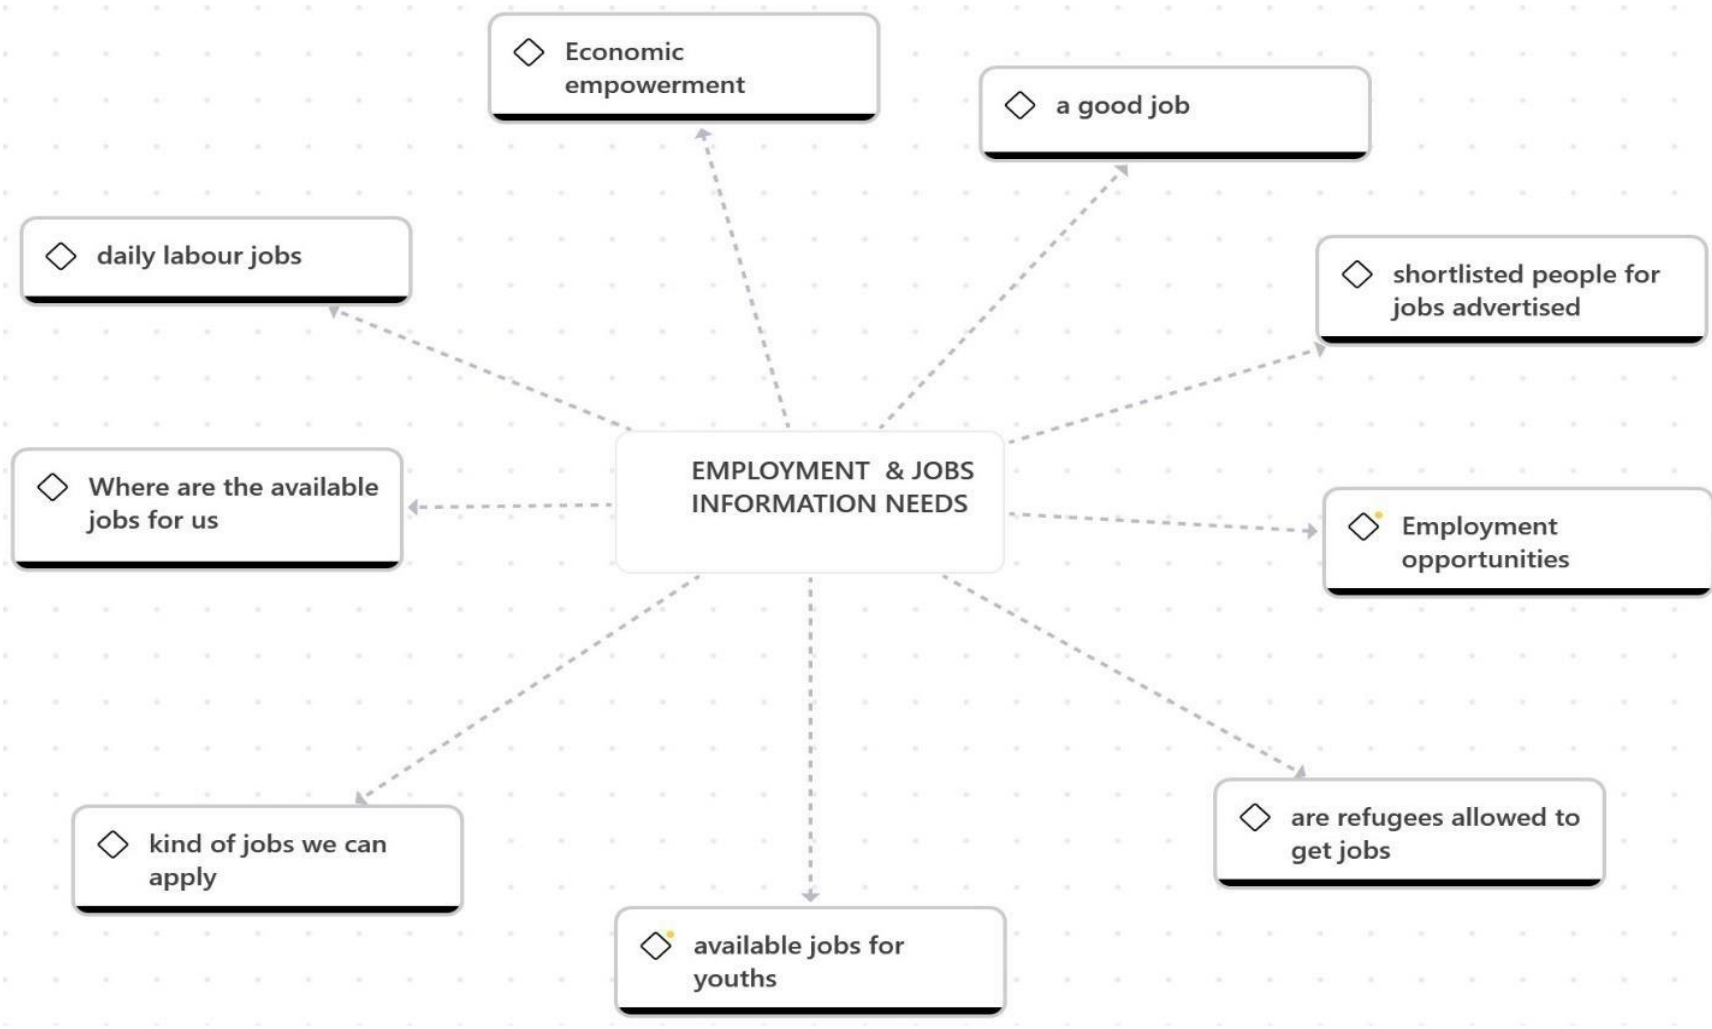 Economic
empowerment
a good job
daily labour jobs
shortlisted people for
jobs advertised
EMPLOYMENT & JOBS
INFORMATION NEEDS
Where are the available
jobs for us
Employment
opportunities
are refugees allowed to
get jobs
kind of jobs we can
apply
available jobs for
youths